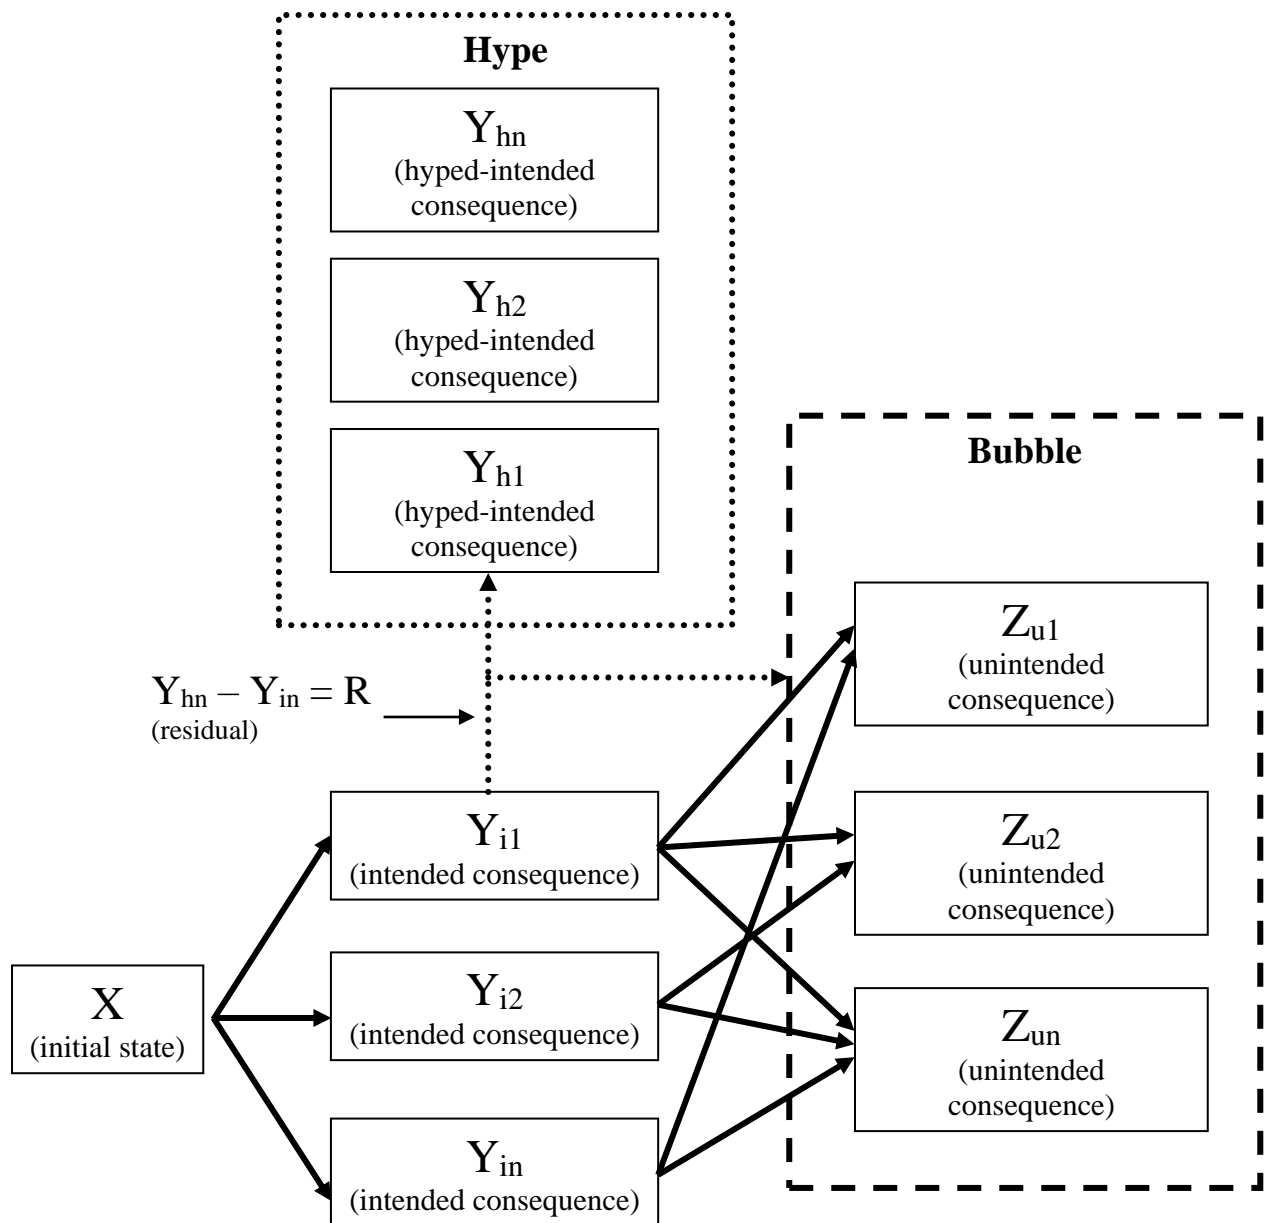 Hype
Yhn
(hyped-intended
consequence)
Yh2
(hyped-intended
consequence)
Yh1
(hyped-intended
consequence)
Bubble
Zu1
(unintended
consequence)
Yhn – Yin = R
(residual)
Yi1
(intended consequence)
Zu2
(unintended
consequence)
X
(initial state)
Yi2
(intended consequence)
Zun
(unintended
consequence)
Yin
(intended consequence)